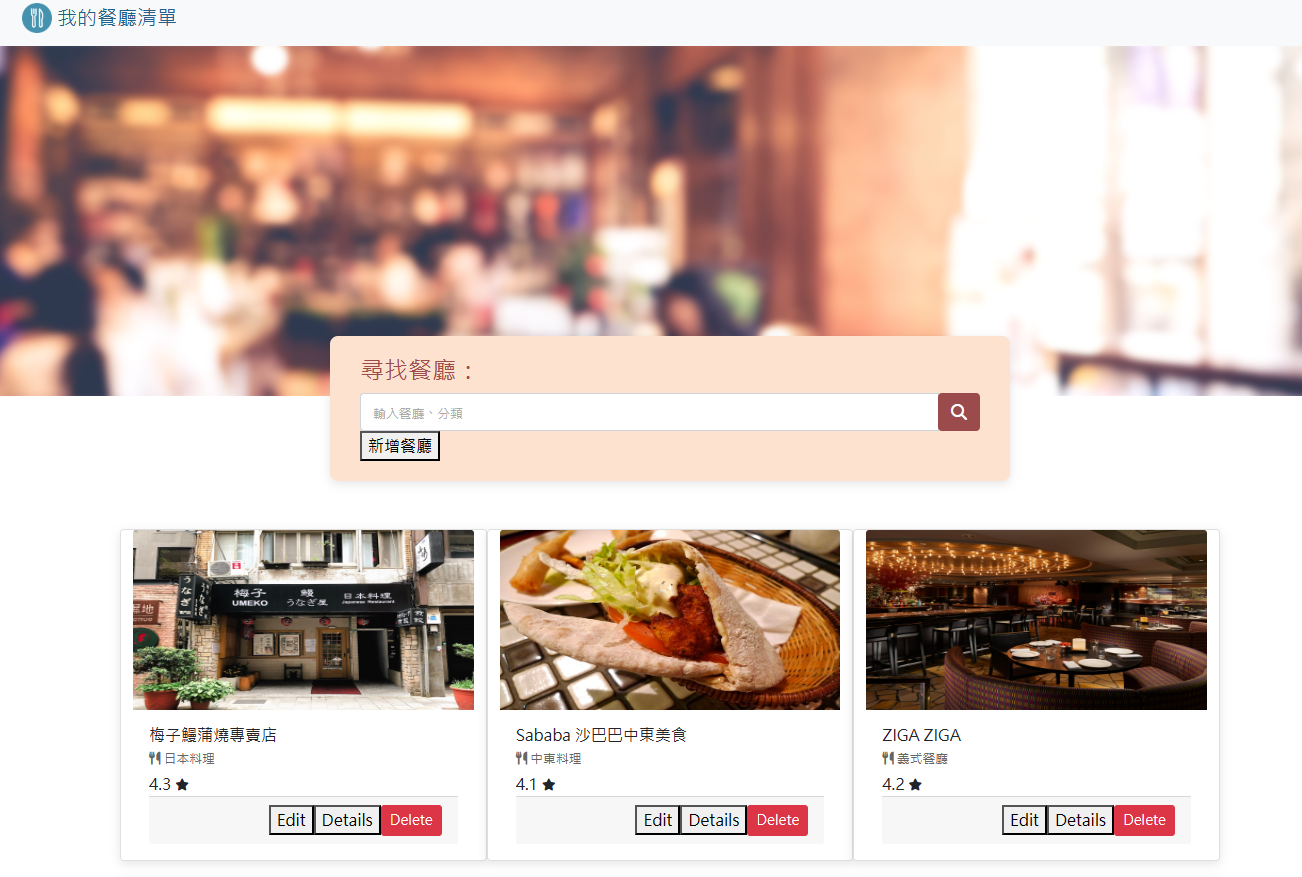 我的餐廳清單
尋找餐廳：
輸入餐廳、分類
新增餐廳
梅子
UMEKO
鰻
うなぎ屋
日本料理
Japanese Restaurant
うなぎ
梅子鰻蒲燒專賣店
日本料理
4.3
Edit Details Delete
Sababa 沙巴巴中東美食
中東料理
4.1
Edit Details Delete
ZIGA ZIGA
義式餐廳
4.2
Edit Details Delete